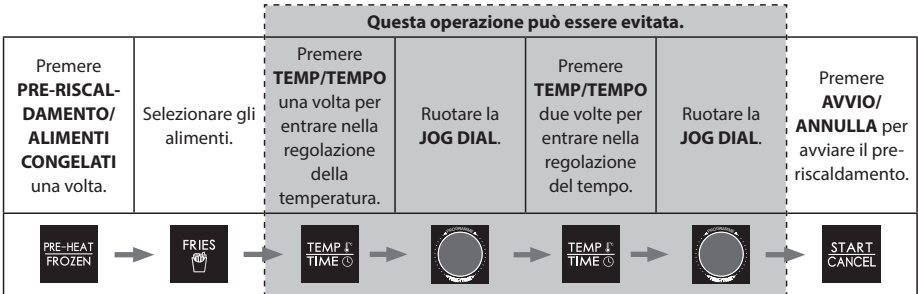 Questa operazione può essere evitata.
Premere
PRE-RISCAL-
DAMENTO/
ALIMENTI
CONGELATI
una volta.
Selezionare gli
alimenti.
Premere
TEMP/TEMPO
una volta per
entrare nella
regolazione
della
temperatura.
Ruotare la
JOG DIAL.
Premere
TEMP/TEMPO
due volte per
entrare nella
regolazione
del tempo.
Ruotare la
JOG DIAL.
Premere
AVVIO/
ANNULLA per
avviare il pre-
riscaldamento.
PRE-HEAT
FROZEN
FRIES
TEMP
TIME
TEMP
TIME
START
CANCEL